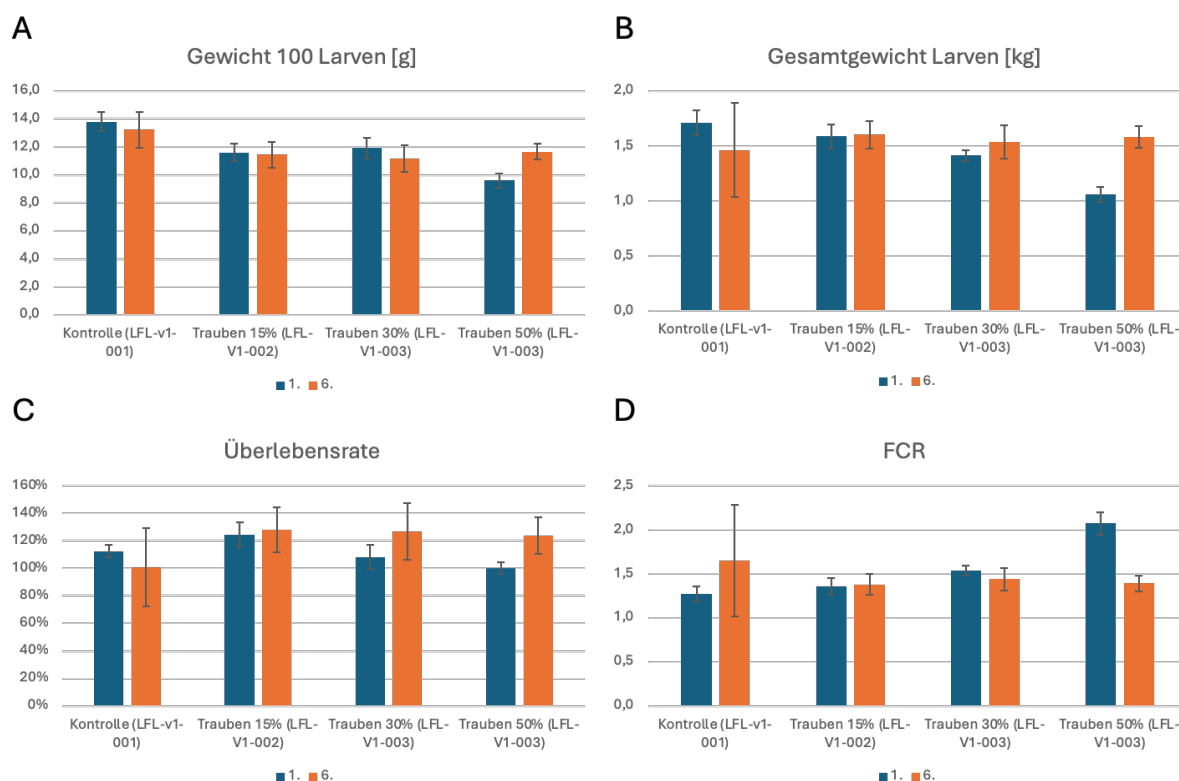 A
Gewicht 100 Larven [g]
16,0
14,0
12,0
10,0
8,0
6,0
4,0
2,0
0,0
Kontrolle (LFL-v1-
001)
Trauben 15% (LFL-
V1-002)
Trauben 30% (LFL-
V1-003)
Trauben 50% (LFL-
V1-003)
1. 6.
B
Gesamtgewicht Larven [kg]
2,0
1,5
1,0
0,5
0,0
Kontrolle (LFL-v1-
001)
Trauben 15% (LFL-
V1-002)
Trauben 30% (LFL-
V1-003)
Trauben 50% (LFL-
V1-003)
1. 6.
C
Überlebensrate
160%
140%
120%
100%
80%
60%
40%
20%
0%
Kontrolle (LFL-v1-
001)
Trauben 15% (LFL-
V1-002)
Trauben 30% (LFL-
V1-003)
Trauben 50% (LFL-
V1-003)
1. 6.
D
FCR
2,5
2,0
1,5
1,0
0,5
0,0
Kontrolle (LFL-v1-
001)
Trauben 15% (LFL-
V1-002)
Trauben 30% (LFL-
V1-003)
Trauben 50% (LFL-
V1-003)
1. 6.